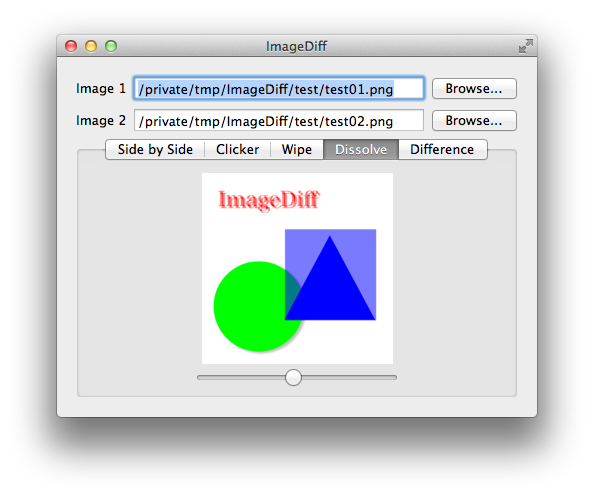 ImageDiff
Image 1 /private/tmp/ImageDiff/test/test01.png Browse...
Image 2 /private/tmp/ImageDiff/test/test02.png Browse...
Side by Side Clicker Wipe Dissolve Difference
ImageDiff